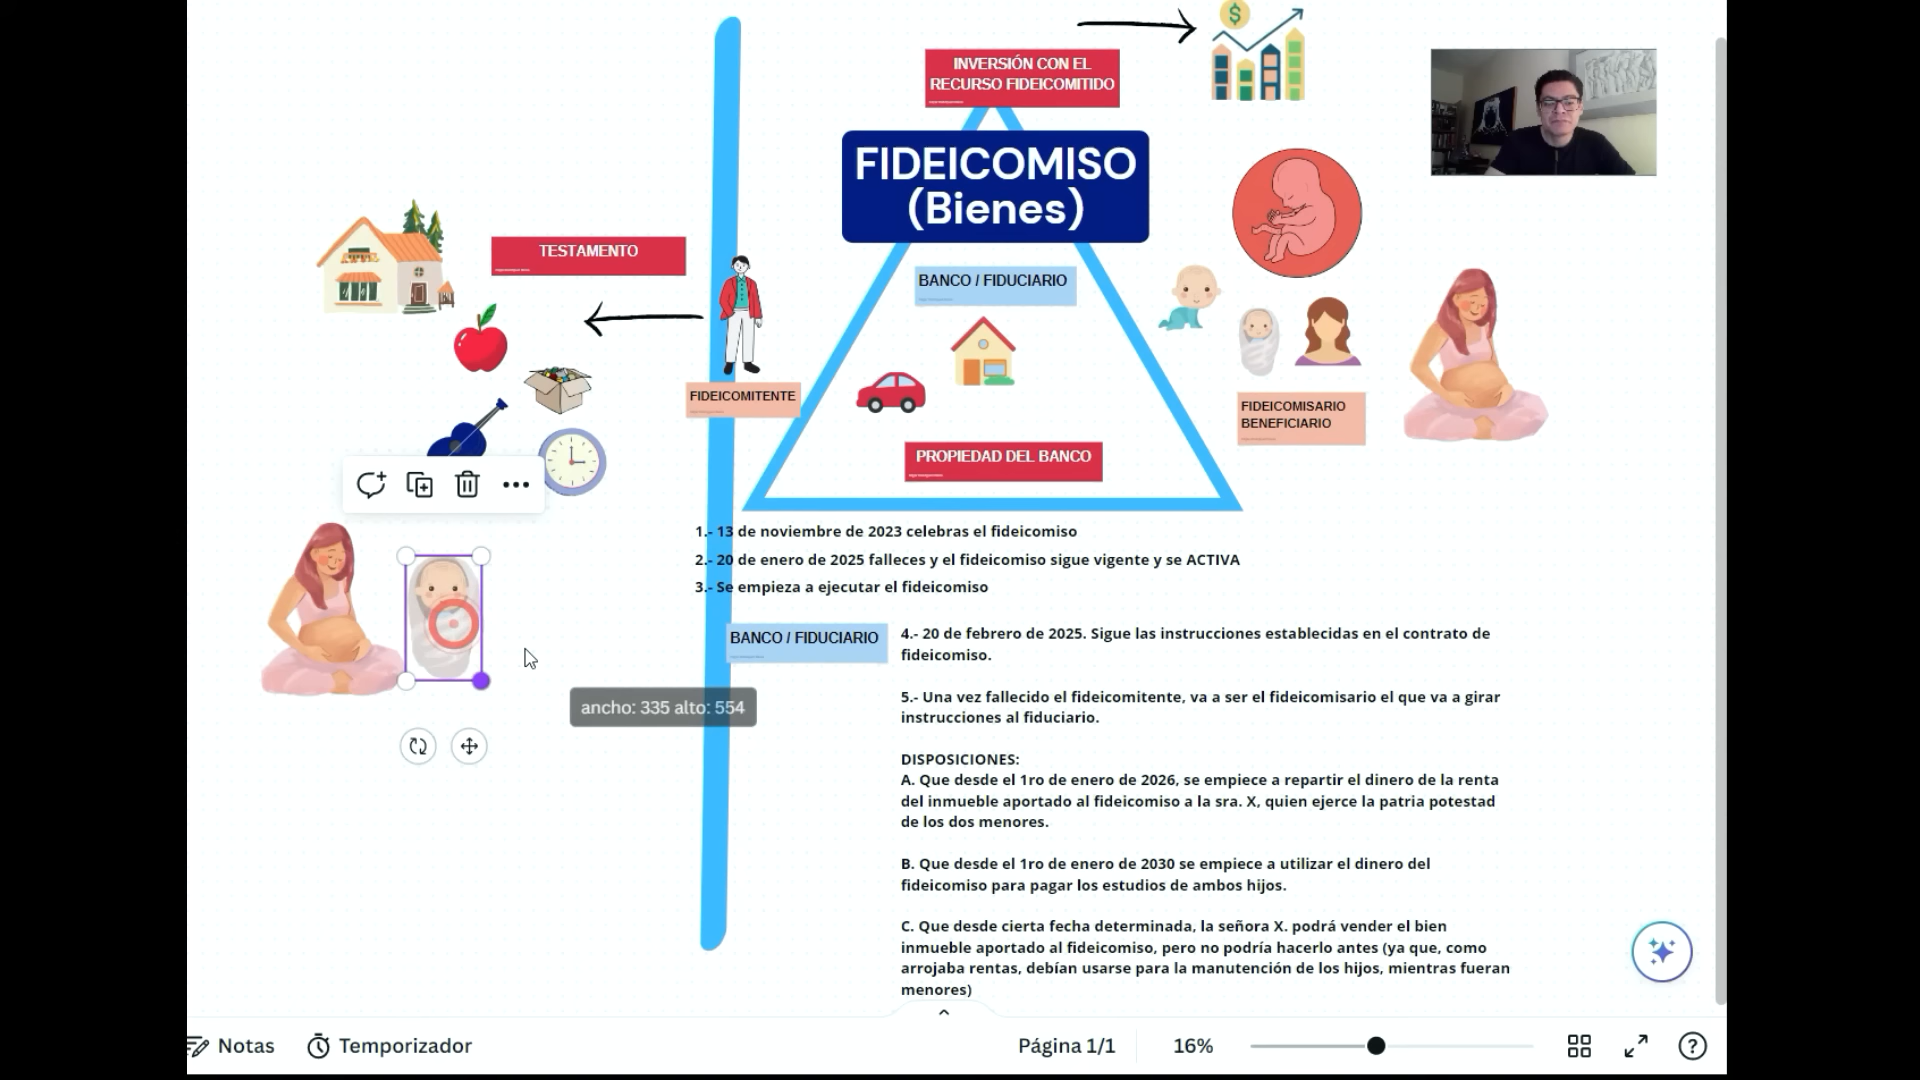 INVERSIÓN CON EL
RECURSO FIDEICOMITIDO
$
FIDEICOMISO
(Bienes)
TESTAMENTO
BANCO / FIDUCIARIO
FIDEICOMITENTE
FIDEICOMISARIO
BENEFICIARIO
PROPIEDAD DEL BANCO
1.- 13 de noviembre de 2023 celebras el fideicomiso
2.- 20 de enero de 2025 falleces y el fideicomiso sigue vigente y se ACTIVA
3.- Se empieza a ejecutar el fideicomiso
BANCO / FIDUCIARIO
4.- 20 de febrero de 2025. Sigue las instrucciones establecidas en el contrato de
fideicomiso.
5.- Una vez fallecido el fideicomitente, va a ser el fideicomisario el que va a girar
instrucciones al fiduciario.
ancho: 335 alto: 554
DISPOSICIONES:
A. Que desde el 1ro de enero de 2026, se empiece a repartir el dinero de la renta
del inmueble aportado al fideicomiso a la sra. X, quien ejerce la patria potestad
de los dos menores.
B. Que desde el 1ro de enero de 2030 se empiece a utilizar el dinero del
fideicomiso para pagar los estudios de ambos hijos.
C. Que desde cierta fecha determinada, la señora X. podrá vender el bien
inmueble aportado al fideicomiso, pero no podría hacerlo antes (ya que, como
arrojaba rentas, debían usarse para la manutención de los hijos, mientras fueran
menores)
Notas
Temporizador
Página 1/1
16%
?